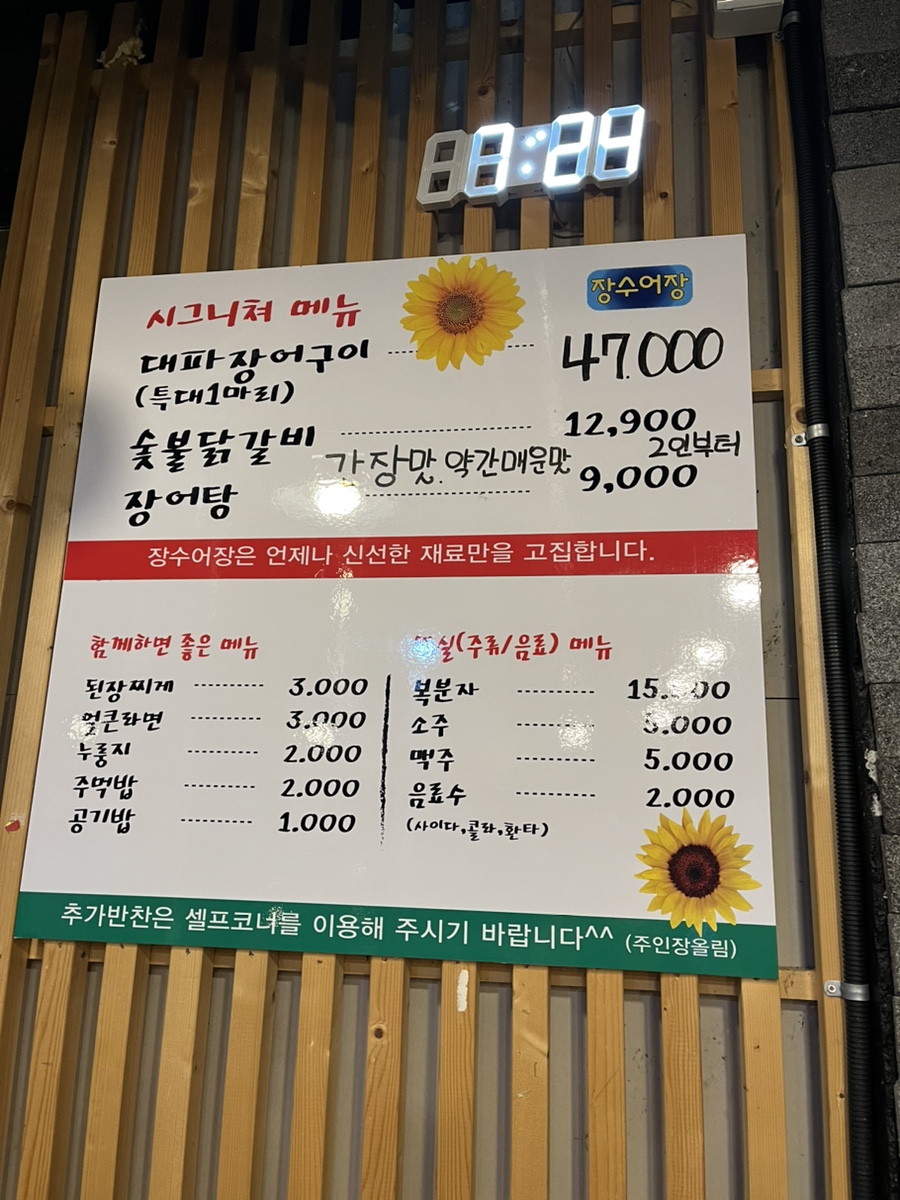 7:29
장수어장
시그니쳐 메뉴
대파장어구이 47.000
(특대1마리)
숯불닭갈비 12,900
2인부터
간장맛. 약간매운맛
장어탕 9,000
장수어장은 언제나 신선한 재료만을 고집합니다.
함께하면 좋은 메뉴
된장찌게 3.000
얼큰라면 3.000
누룽지 2.000
주먹밥 2.000
공기밥 1.000
(주류/음료) 메뉴
복분자
소주
맥주 5.000
음료수 2.000
(사이다,콜라,환타)
추가반찬은 셀프코너를 이용해 주시기 바랍니다^^ (주인장올림)